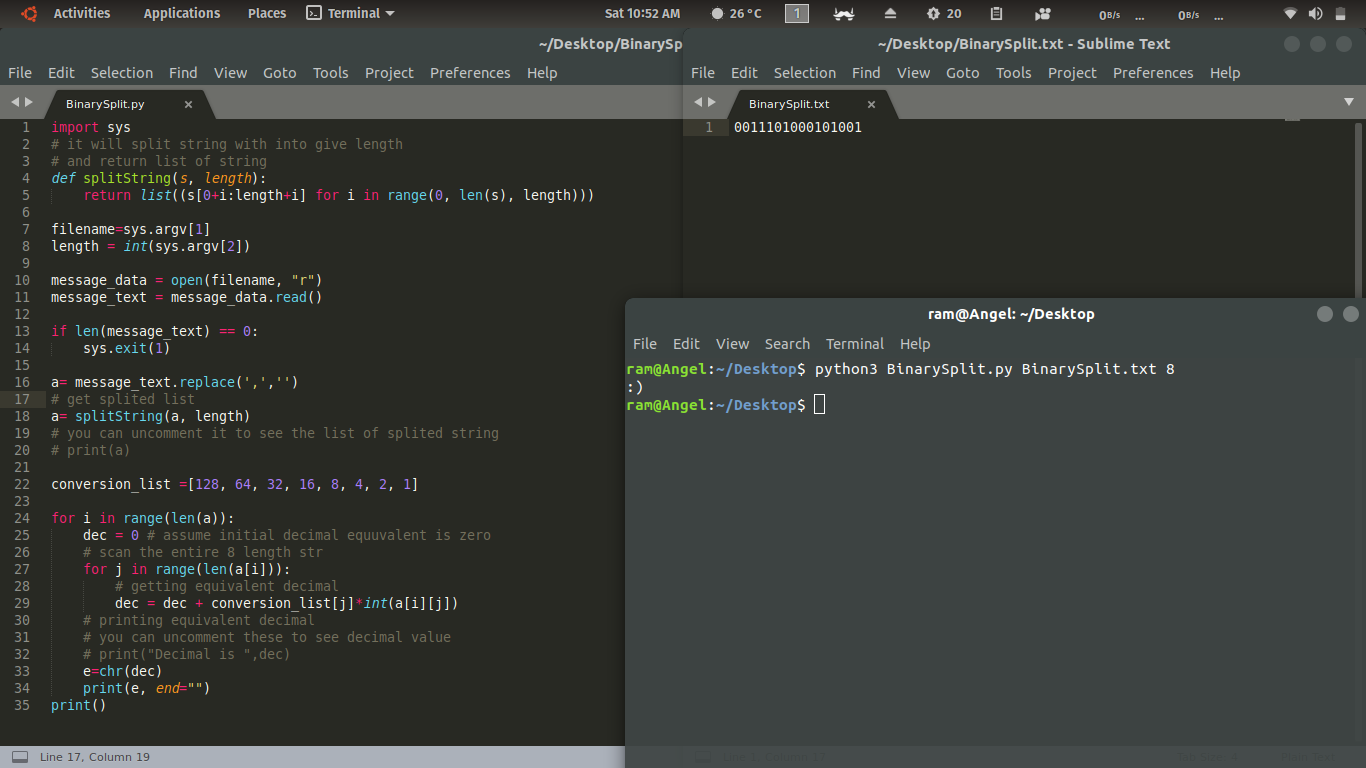 Activities Applications Places Terminal Sat 10:52 AM 26 °C 1 20 0B/s ... 0B/s ...
~/Desktop/BinarySp
File Edit Selection Find View Goto Tools Project Preferences Help
BinarySplit.py ×
1 import sys
2 # it will split string with into give length
3 # and return list of string
4 def splitString(s, length):
5 return list((s[0+i:length+i] for i in range(0, len(s), length)))
6
7 filename=sys.argv[1]
8 length = int(sys.argv[2])
9
10 message_data = open(filename, "r")
11 message_text = message_data.read()
12
13 if len(message_text) == 0:
14 sys.exit(1)
15
16 a= message_text.replace(',','')
17 # get splited list
18 a= splitString(a, length)
19 # you can uncomment it to see the list of splited string
20 # print(a)
21
22 conversion_list =[128, 64, 32, 16, 8, 4, 2, 1]
23
24 for i in range(len(a)):
25 dec = 0 # assume initial decimal equuvalent is zero
26 # scan the entire 8 length str
27 for j in range(len(a[i])):
28 # getting equivalent decimal
29 dec = dec + conversion_list[j]*int(a[i][j])
30 # printing equivalent decimal
31 # you can uncomment these to see decimal value
32 # print("Decimal is ",dec)
33 e=chr(dec)
34 print(e, end="")
35 print()
Line 17, Column 19
~/Desktop/BinarySplit.txt - Sublime Text
File Edit Selection Find View Goto Tools Project Preferences Help
BinarySplit.txt ×
1 0011101000101001
ram@Angel: ~/Desktop
File Edit View Search Terminal Help
ram@Angel:~/Desktop$ python3 BinarySplit.py BinarySplit.txt 8
:)
ram@Angel:~/Desktop$